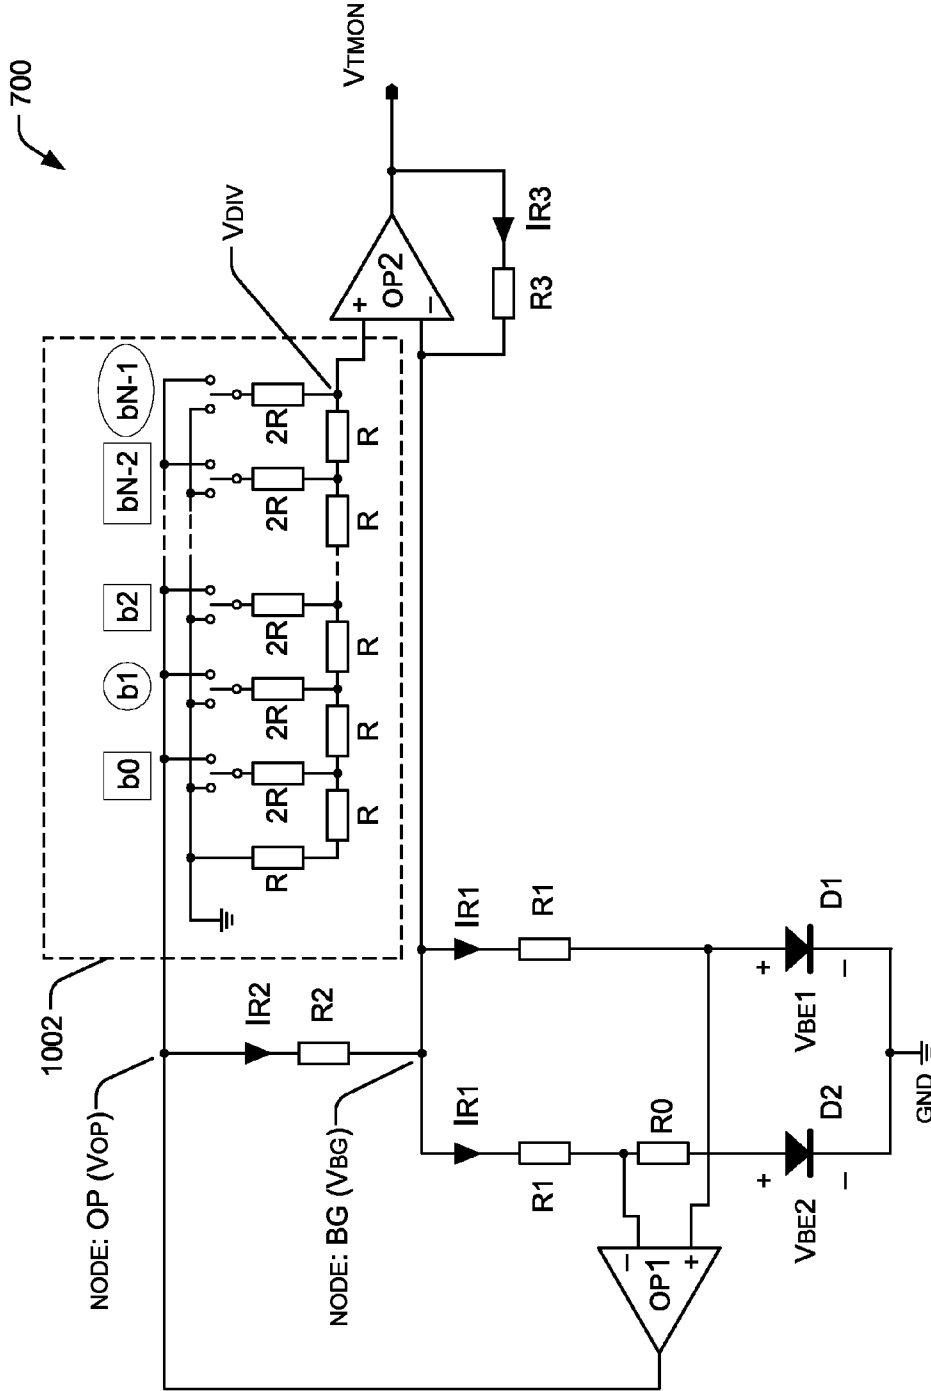 700
VTMON
VDIV
IR3
R3
OP2
+
−
bN-1
bN-2
b2
b1
b0
2R
2R
2R
2R
2R
R
R
R
R
R
R
1002
NODE: OP (VOP)
IR2
R2
NODE: BG (VBG)
IR1
R1
IR1
R1
R0
OP1
−
+
+
VBE1
−
D1
+
VBE2
−
D2
GND